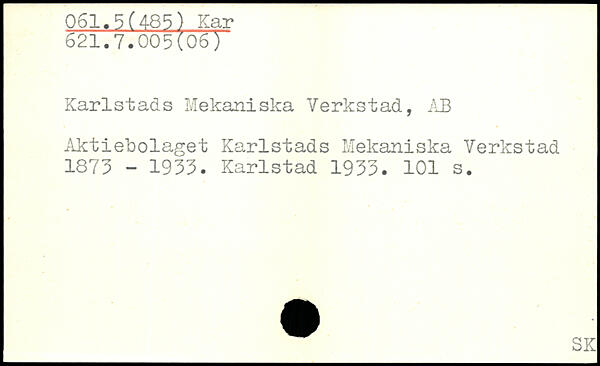 061.5(485) Kar
621.7.005(06)
Karlstads Mekaniska Verkstad, AB
Aktiebolaget Karlstads Mekaniska Verkstad
1873 - 1933. Karlstad 1933. 101 s.
SK